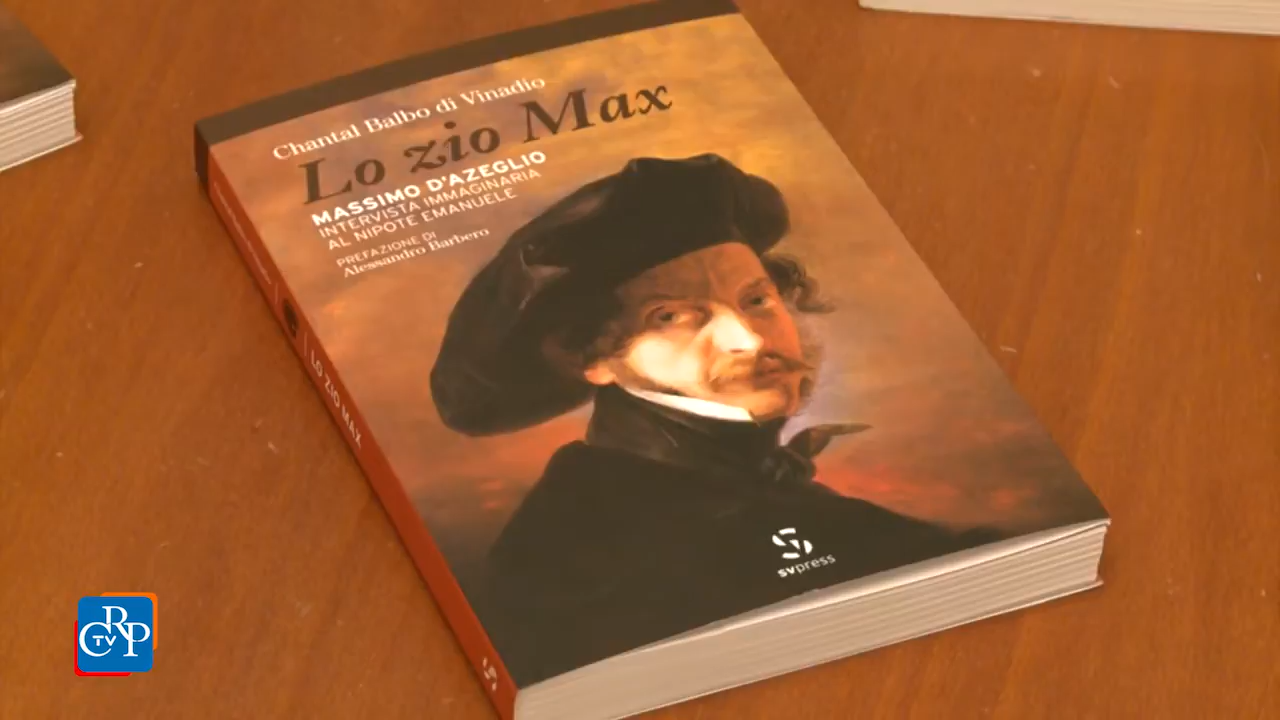 Chantal Balbo di Vinadio
Lo zio Max
MASSIMO D'AZEGLIO
INTERVISTA IMMAGINARIA
AL NIPOTE EMANUELE
PREFAZIONE DI
Alessandro Barbero
LO ZIO MAX
svpress
CRP
TV